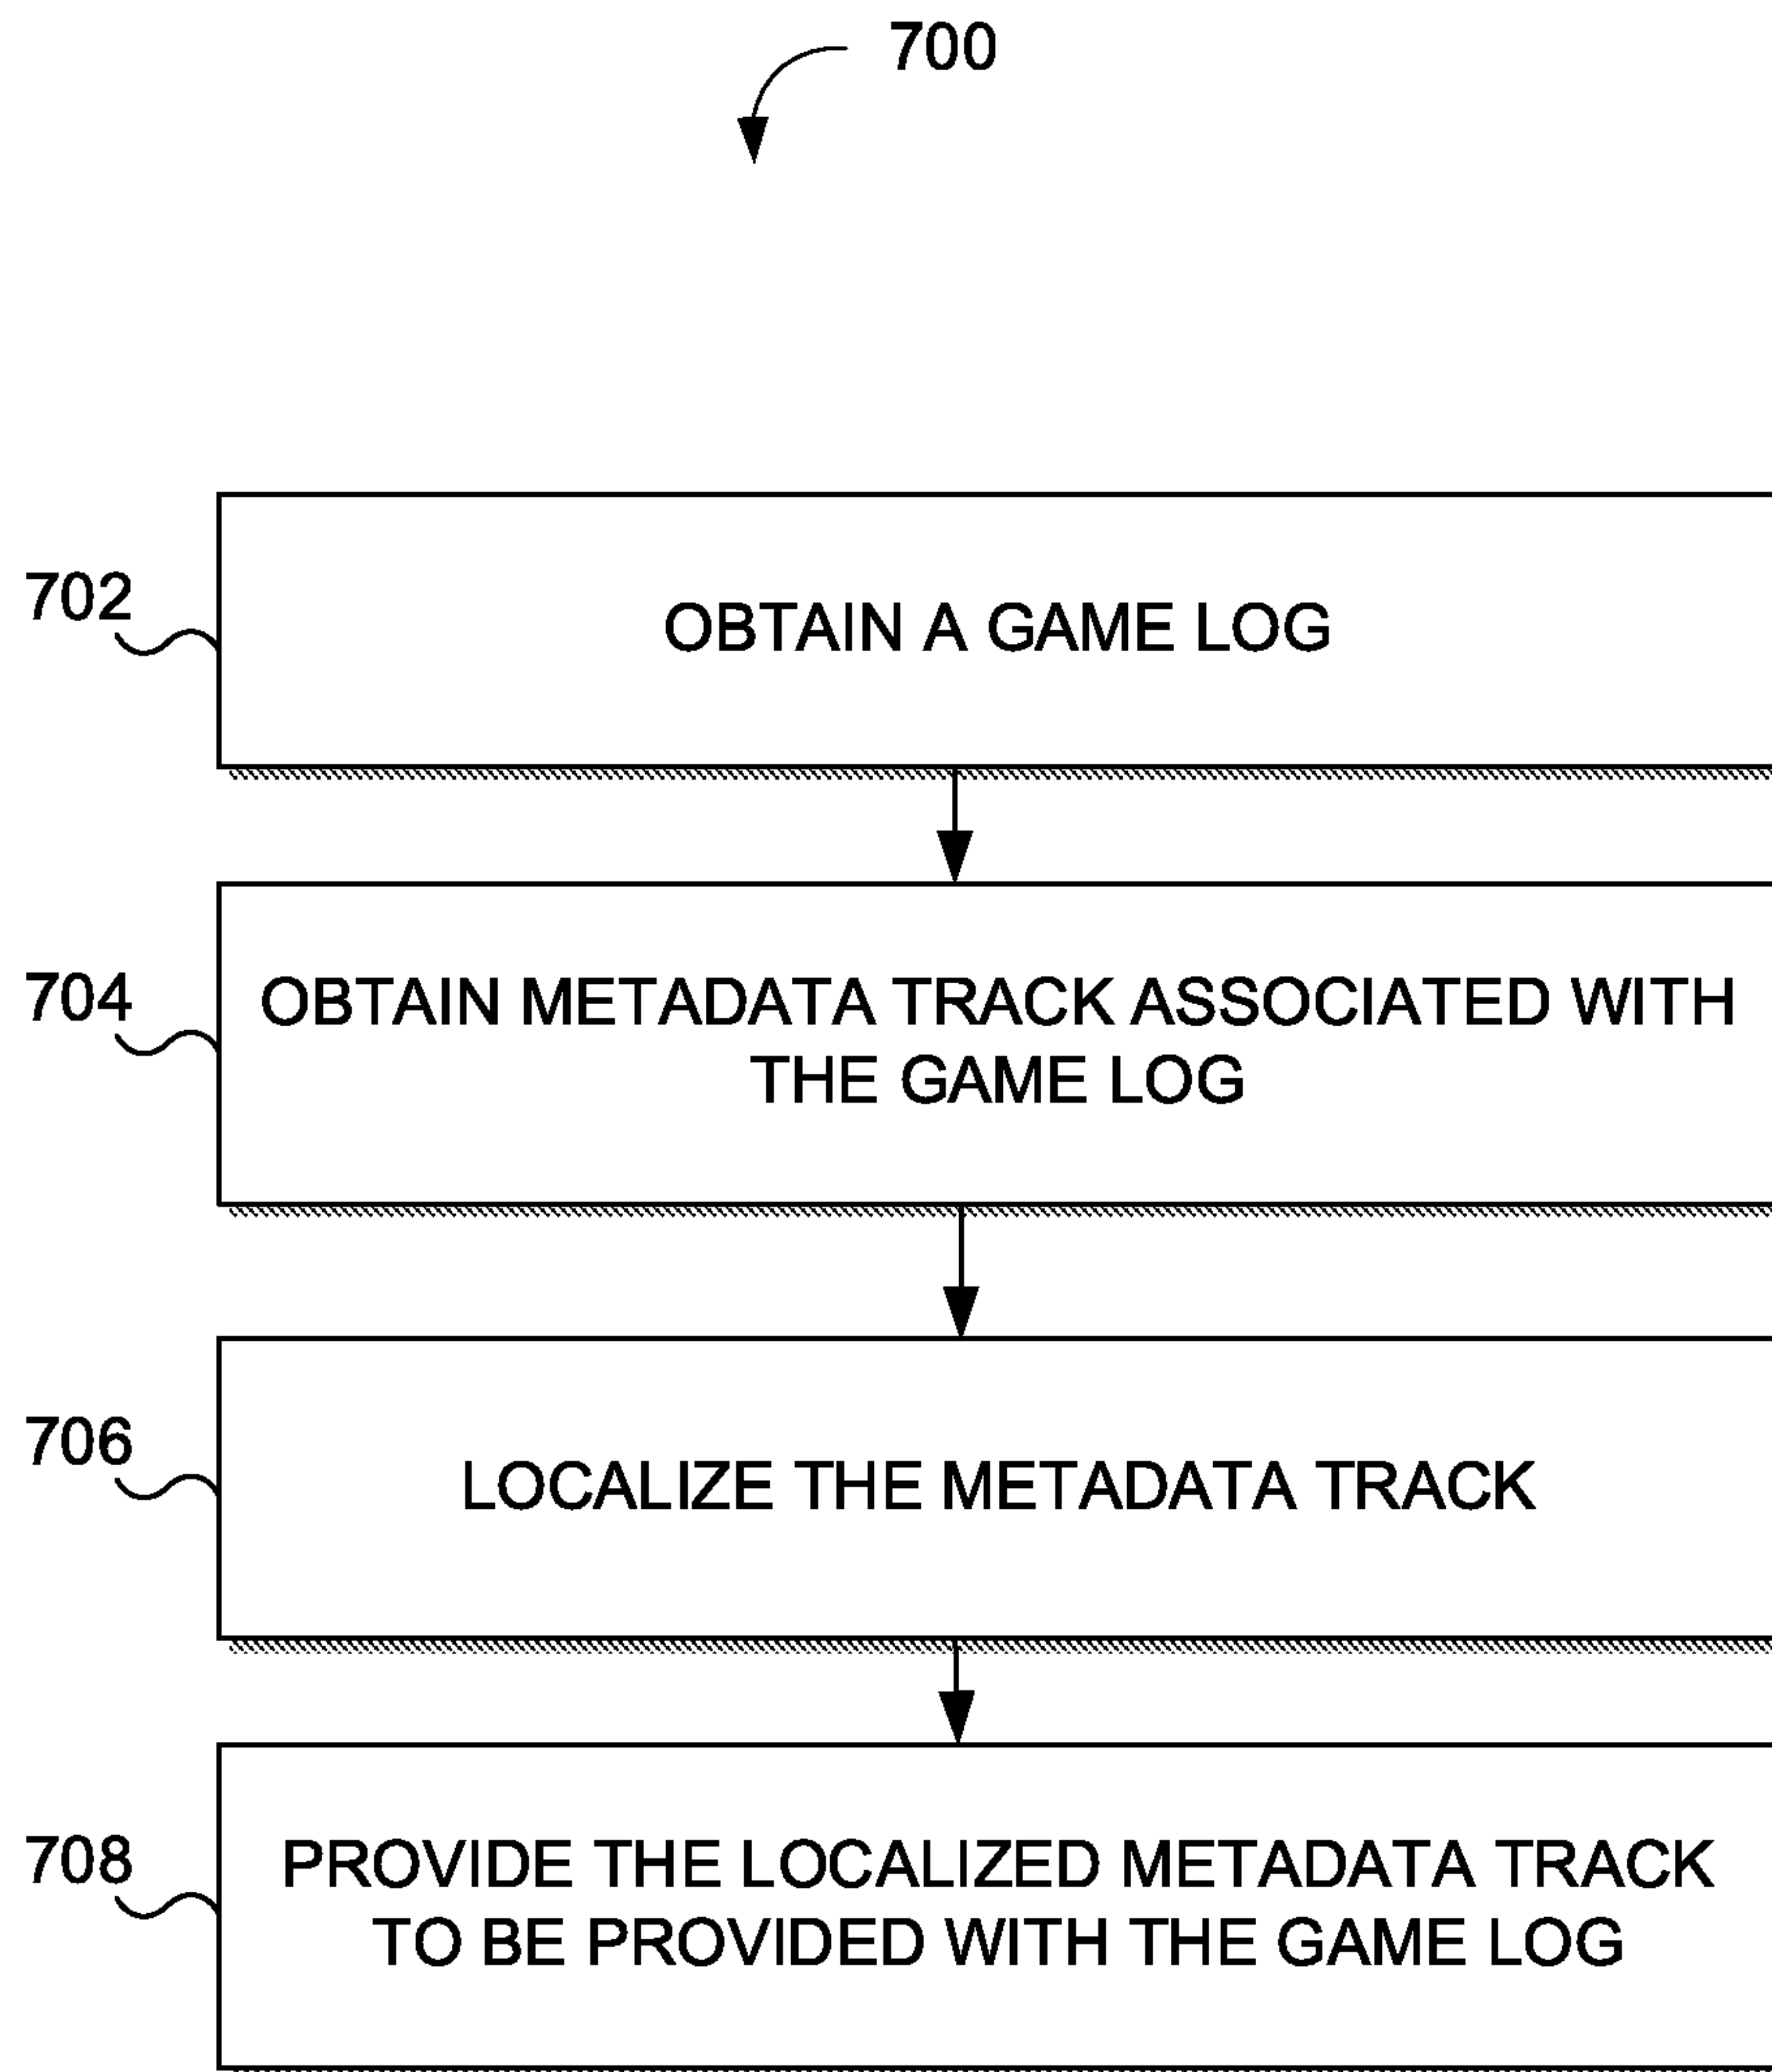 700
702
OBTAIN A GAME LOG
704
OBTAIN METADATA TRACK ASSOCIATED WITH
THE GAME LOG
706
LOCALIZE THE METADATA TRACK
708
PROVIDE THE LOCALIZED METADATA TRACK
TO BE PROVIDED WITH THE GAME LOG